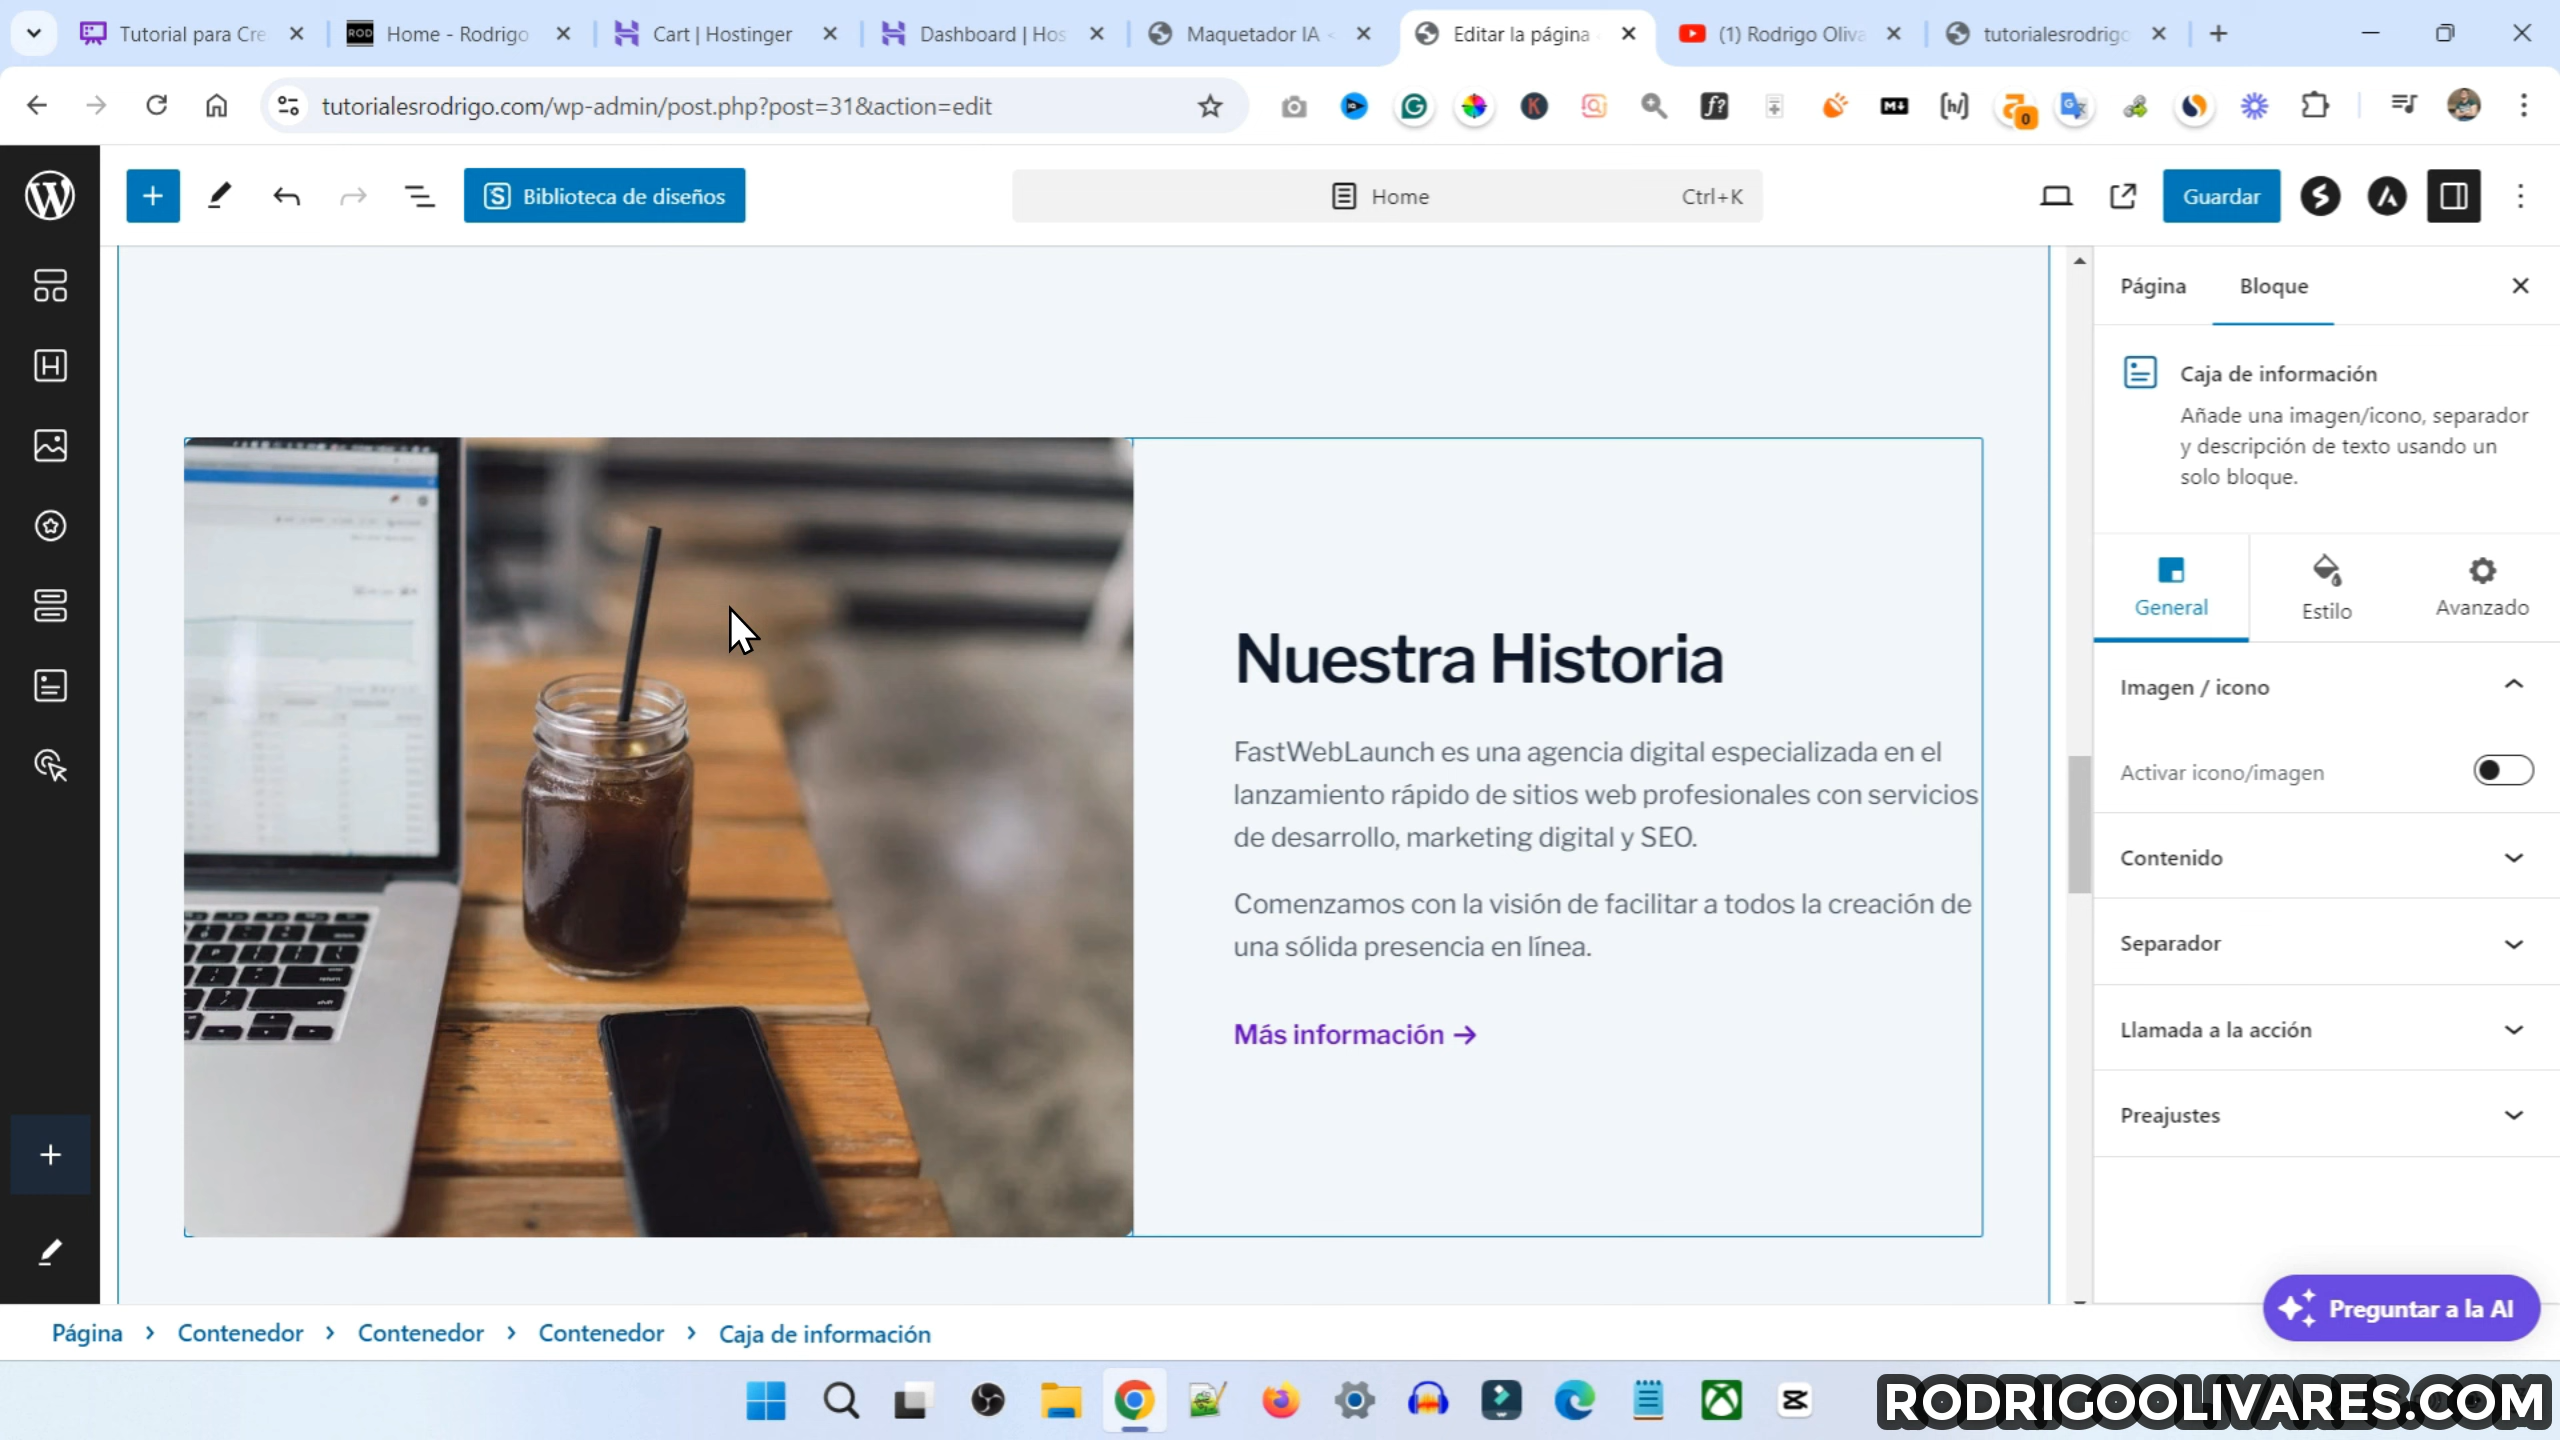 Tutorial para Cre
ROD
Home - Rodrigo
Cart | Hostinger
Dashboard | Hos
Maquetador IA
Editar la página
(1) Rodrigo Oliva
tutorialesrodrigo
tutorialesrodrigo.com/wp-admin/post.php?post=31&action=edit
0
Biblioteca de diseños
Home
Ctrl+K
Guardar
Página
Bloque
Caja de información
Añade una imagen/icono, separador
y descripción de texto usando un
solo bloque.
General
Estilo
Avanzado
Imagen / icono
Activar icono/imagen
Contenido
Separador
Llamada a la acción
Preajustes
Nuestra Historia
FastWebLaunch es una agencia digital especializada en el
lanzamiento rápido de sitios web profesionales con servicios
de desarrollo, marketing digital y SEO.
Comenzamos con la visión de facilitar a todos la creación de
una sólida presencia en línea.
Más información →
Preguntar a la AI
Página > Contenedor > Contenedor > Contenedor > Caja de información
RODRIGOOLIVARES.COM